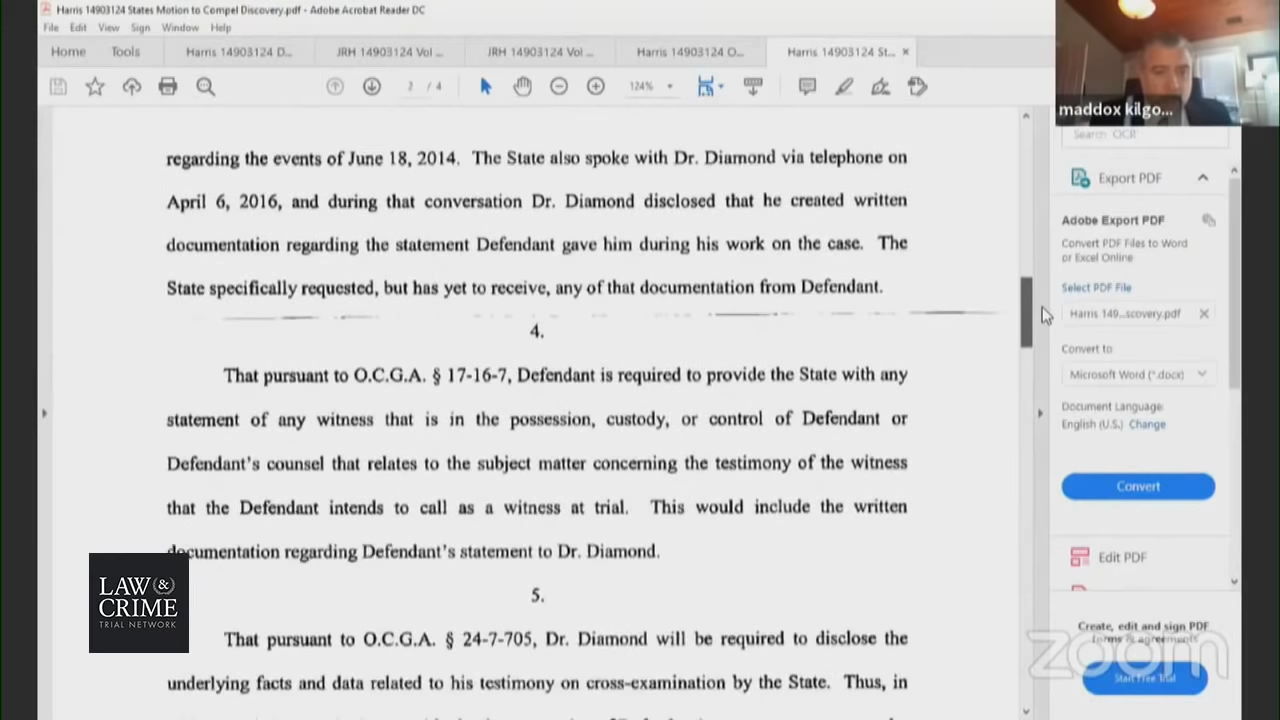 Harris 14903124 States Motion to Compel Discovery.pdf - Adobe Acrobat Reader DC
File Edit View Sign Window Help
Home Tools Harris 14903124 D... JRH 14903124 Vol ... JRH 14903124 Vol ... Harris 14903124 O... Harris 14903124 St... ×
2 / 4 124%
maddox kilgo...
regarding the events of June 18, 2014. The State also spoke with Dr. Diamond via telephone on
April 6, 2016, and during that conversation Dr. Diamond disclosed that he created written
documentation regarding the statement Defendant gave him during his work on the case. The
State specifically requested, but has yet to receive, any of that documentation from Defendant.
4.
That pursuant to O.C.G.A. § 17-16-7, Defendant is required to provide the State with any
statement of any witness that is in the possession, custody, or control of Defendant or
Defendant's counsel that relates to the subject matter concerning the testimony of the witness
that the Defendant intends to call as a witness at trial. This would include the written
documentation regarding Defendant's statement to Dr. Diamond.
5.
That pursuant to O.C.G.A. § 24-7-705, Dr. Diamond will be required to disclose the
underlying facts and data related to his testimony on cross-examination by the State. Thus, in
Search 'OCR'
Export PDF
Adobe Export PDF
Convert PDF Files to Word
or Excel Online
Select PDF File
Harris 149...scovery.pdf ×
Convert to
Microsoft Word (*.docx)
Document Language:
English (U.S.) Change
Convert
Edit PDF
Create, edit and sign PDF
forms & agreements
Start Free Trial
zoom
LAW &
CRIME
TRIAL NETWORK